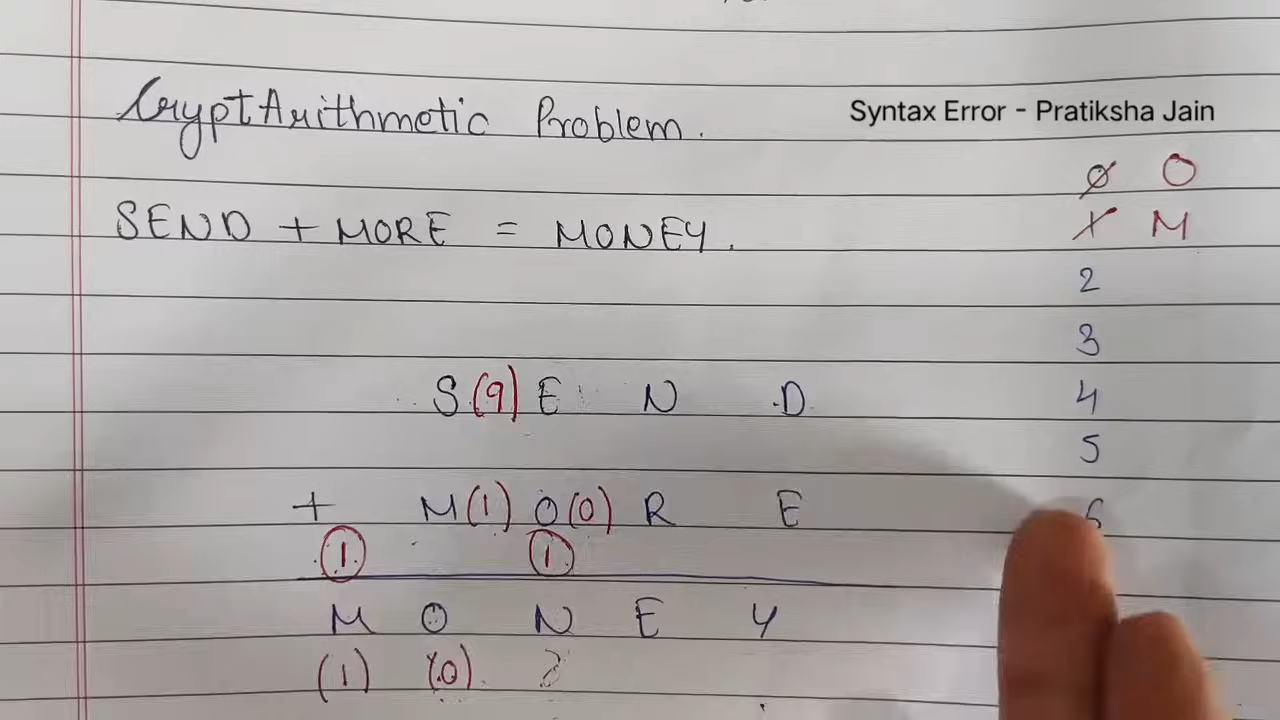 CryptArithmetic Problem.
Syntax Error - Pratiksha Jain
0 O
1 M
SEND + MORE = MONEY.
2
3
S(9) E N D
4
5
+ M(1) O(0) R E
6
1 1
M O N E Y
(1) (0)